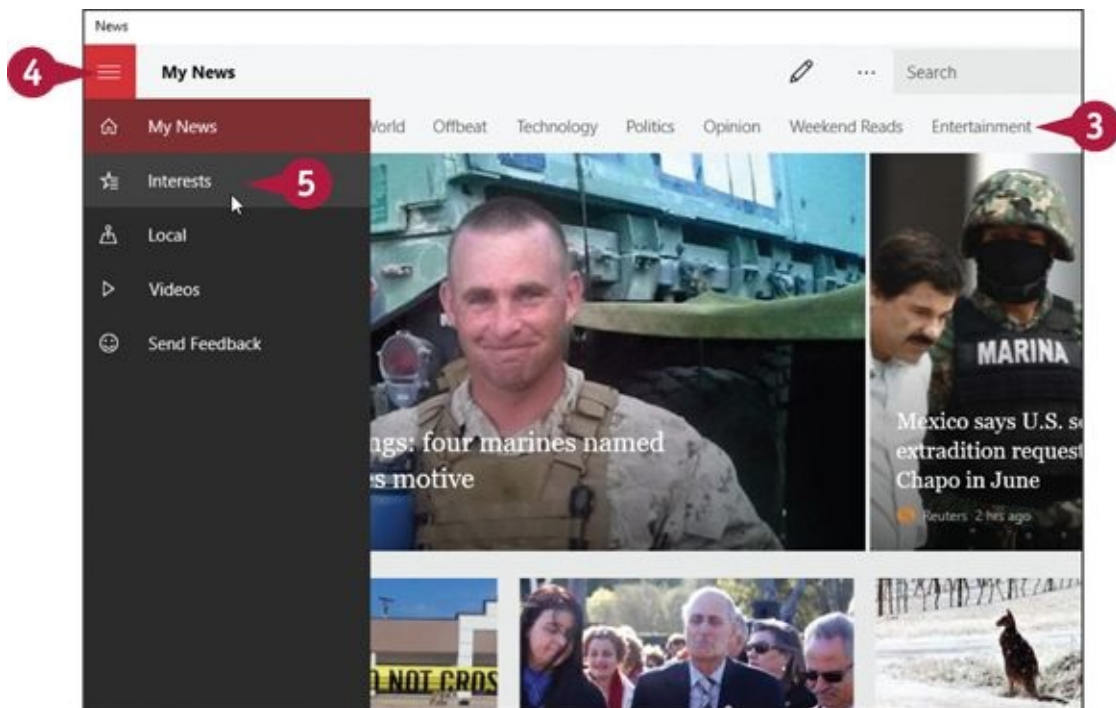 News
4
My News
Search
My News
World Offbeat Technology Politics Opinion Weekend Reads Entertainment
3
Interests
5
Local
Videos
Send Feedback
MARINA
ngs: four marines named
s motive
Mexico says U.S. s
extradition request
Chapo in June
Reuters 2 hrs ago
NOT CROS